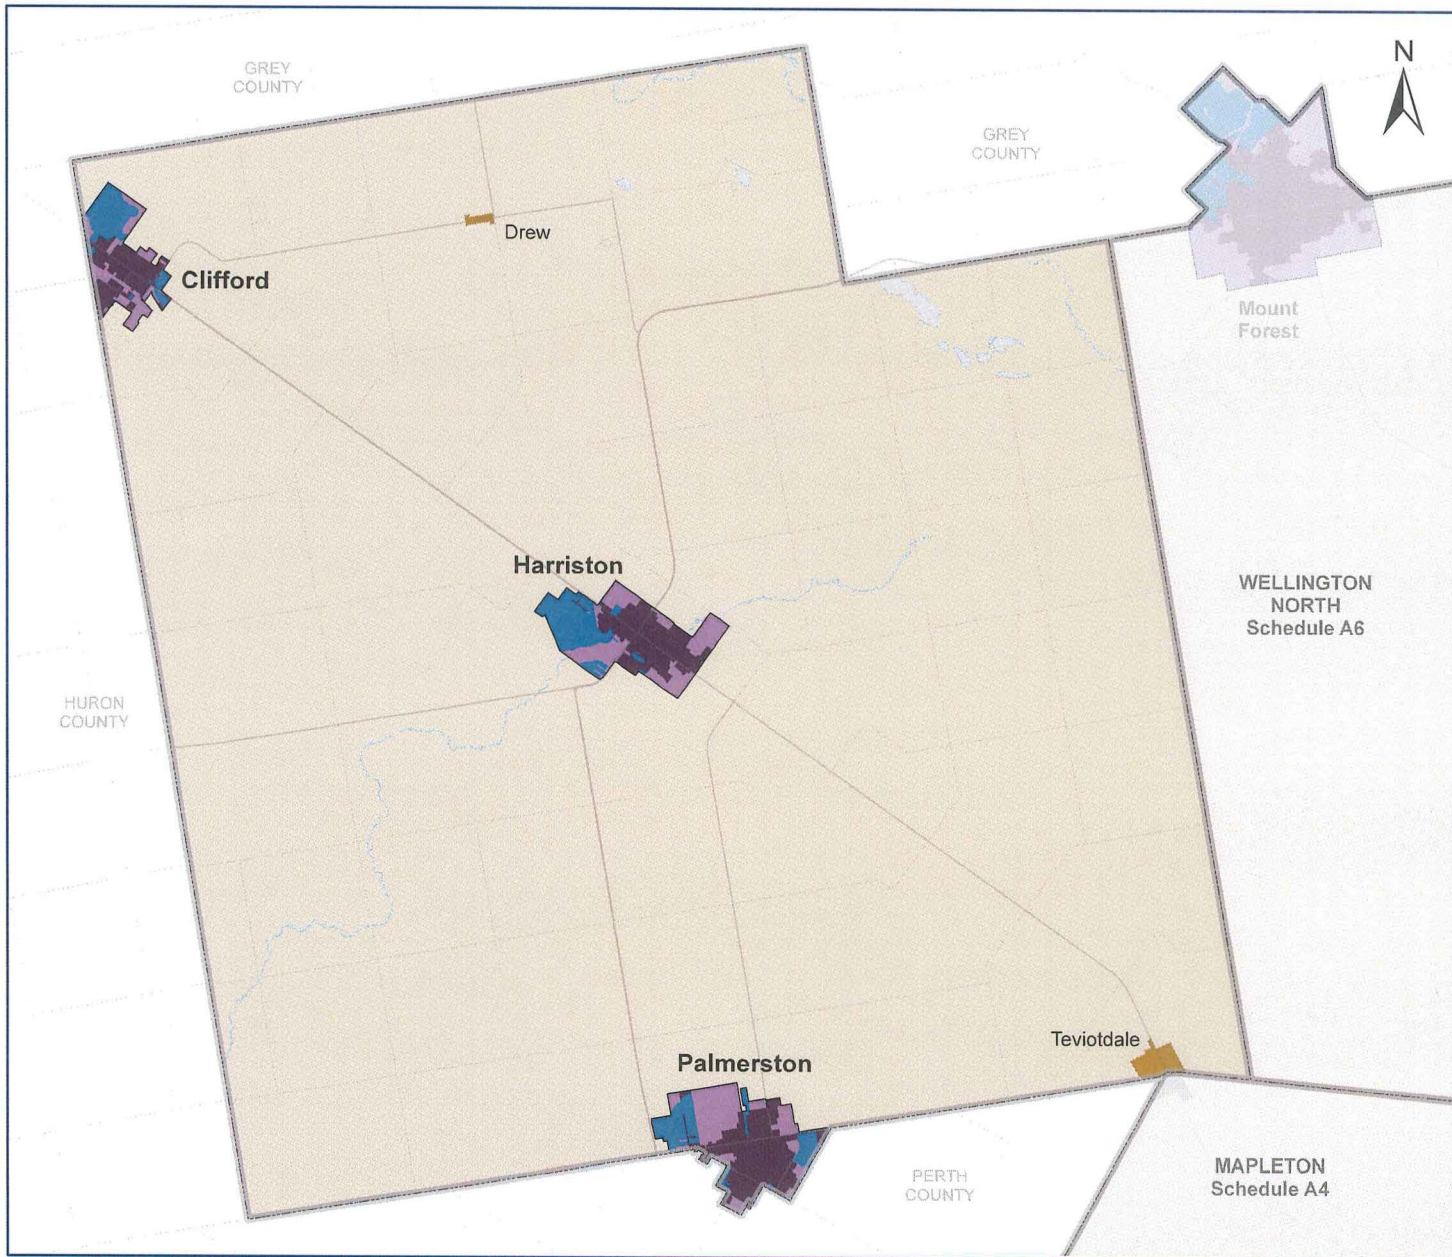 N
GREY
COUNTY
GREY
COUNTY
Drew
Clifford
Mount
Forest
Harriston
WELLINGTON
NORTH
Schedule A6
HURON
COUNTY
Teviotdale
Palmerston
MAPLETON
Schedule A4
PERTH
COUNTY